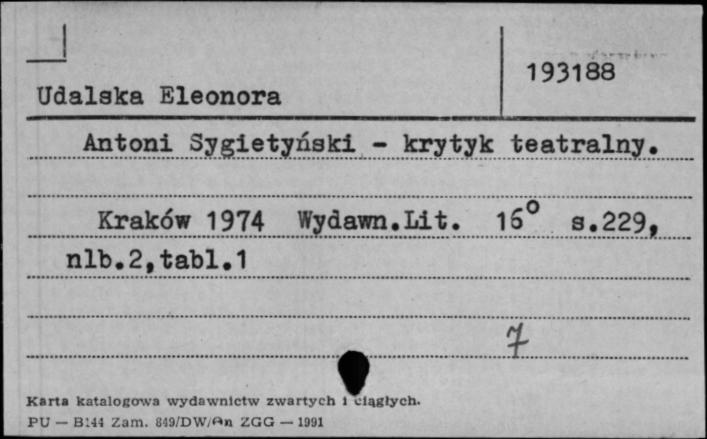 193188
Udalska Eleonora
Antoni Sygietyński - krytyk teatralny.
Kraków 1974 Wydawn.Lit. 16° s.229,
nlb.2,tabl.1
7
Karta katalogowa wydawnictw zwartych i ciągłych.
PU — B144 Zam. 849/DW/ ZGG — 1991